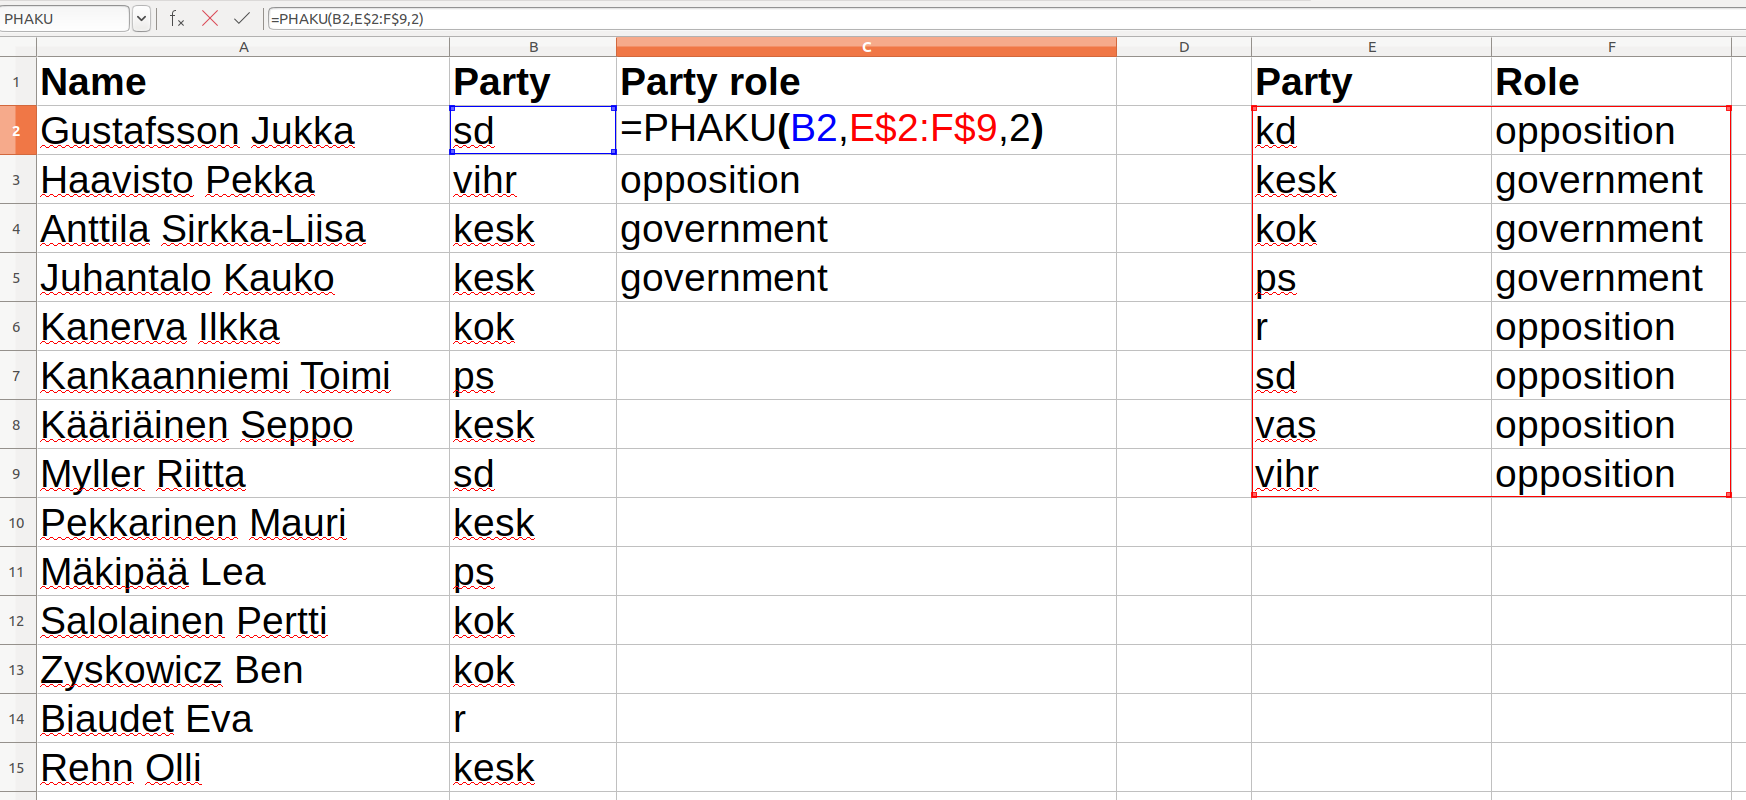 PHAKU fx =PHAKU(B2,E$2:F$9,2)
A B C D E F
1 Name Party Party role Party Role
2 Gustafsson Jukka sd =PHAKU(B2,E$2:F$9,2) kd opposition
3 Haavisto Pekka vihr opposition kesk government
4 Anttila Sirkka-Liisa kesk government kok government
5 Juhantalo Kauko kesk government ps government
6 Kanerva Ilkka kok r opposition
7 Kankaanniemi Toimi ps sd opposition
8 Kääriäinen Seppo kesk vas opposition
9 Myller Riitta sd vihr opposition
10 Pekkarinen Mauri kesk
11 Mäkipää Lea ps
12 Salolainen Pertti kok
13 Zyskowicz Ben kok
14 Biaudet Eva r
15 Rehn Olli kesk